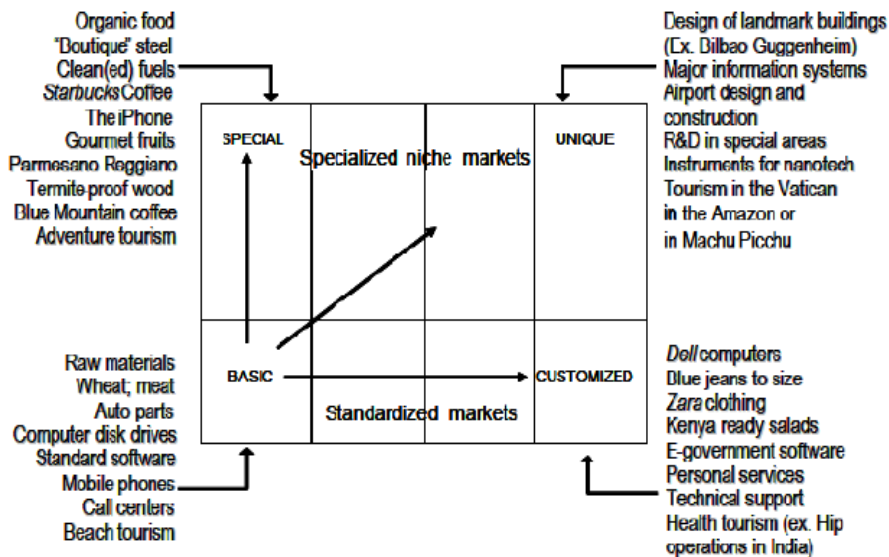 Organic food
"Boutique" steel
Clean(ed) fuels
Starbucks Coffee
The iPhone
Gourmet fruits
Parmesano Reggiano
Termite-proof wood
Blue Mountain coffee
Adventure tourism
Design of landmark buildings
(Ex. Bilbao Guggenheim)
Major information systems
Airport design and
construction
R&D in special areas
Instruments for nanotech
Tourism in the Vatican
in the Amazon or
in Machu Picchu
SPECIAL
Specialized niche markets
UNIQUE
BASIC
CUSTOMIZED
Standardized markets
Raw materials
Wheat; meat
Auto parts
Computer disk drives
Standard software
Mobile phones
Call centers
Beach tourism
Dell computers
Blue jeans to size
Zara clothing
Kenya ready salads
E-government software
Personal services
Technical support
Health tourism (ex. Hip
operations in India)